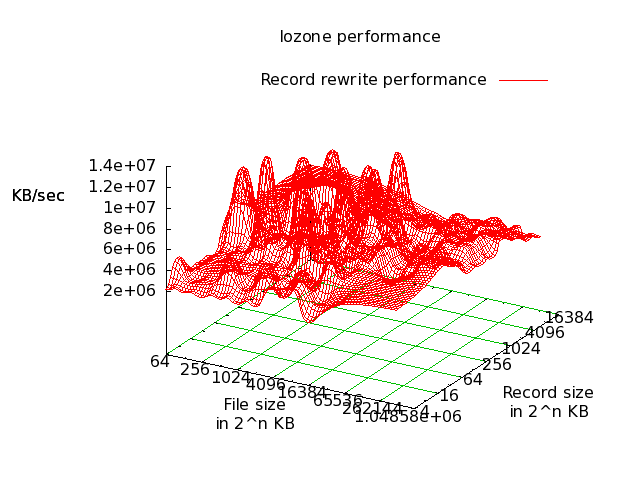 Iozone performance
Record rewrite performance
KB/sec
1.4e+07
1.2e+07
1e+07
8e+06
6e+06
4e+06
2e+06
64
256
1024
4096
16384
65536
262144
1.04858e+06
File size
in 2^n KB
4
16
64
256
1024
4096
16384
Record size
in 2^n KB